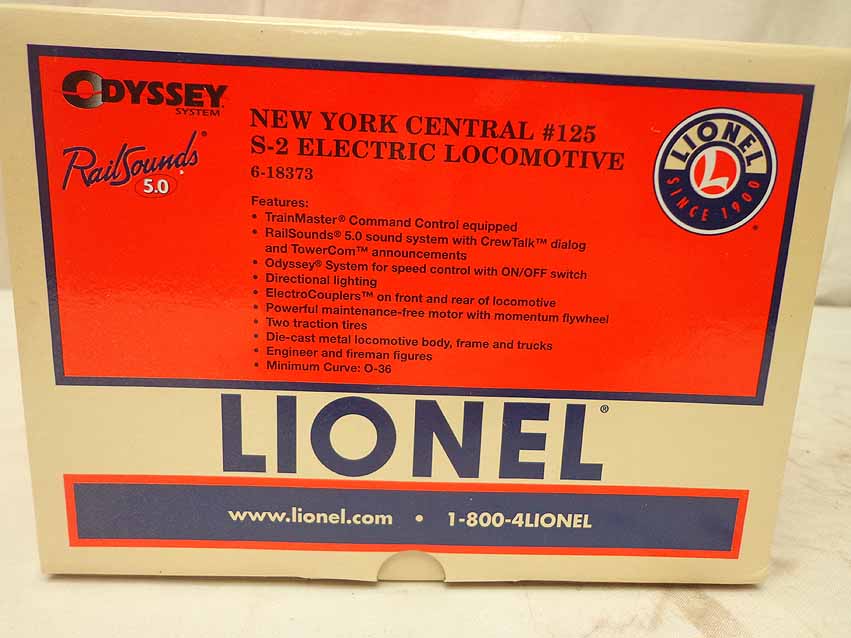 ODYSSEY
SYSTEM
RailSounds®
5.0
NEW YORK CENTRAL #125
S-2 ELECTRIC LOCOMOTIVE
6-18373
LIONEL
L
SINCE • 1900
®
Features:
• TrainMaster® Command Control equipped
• RailSounds® 5.0 sound system with CrewTalk™ dialog
and TowerCom™ announcements
• Odyssey® System for speed control with ON/OFF switch
• Directional lighting
• ElectroCouplers™ on front and rear of locomotive
• Powerful maintenance-free motor with momentum flywheel
• Two traction tires
• Die-cast metal locomotive body, frame and trucks
• Engineer and fireman figures
• Minimum Curve: O-36
LIONEL®
www.lionel.com • 1-800-4LIONEL